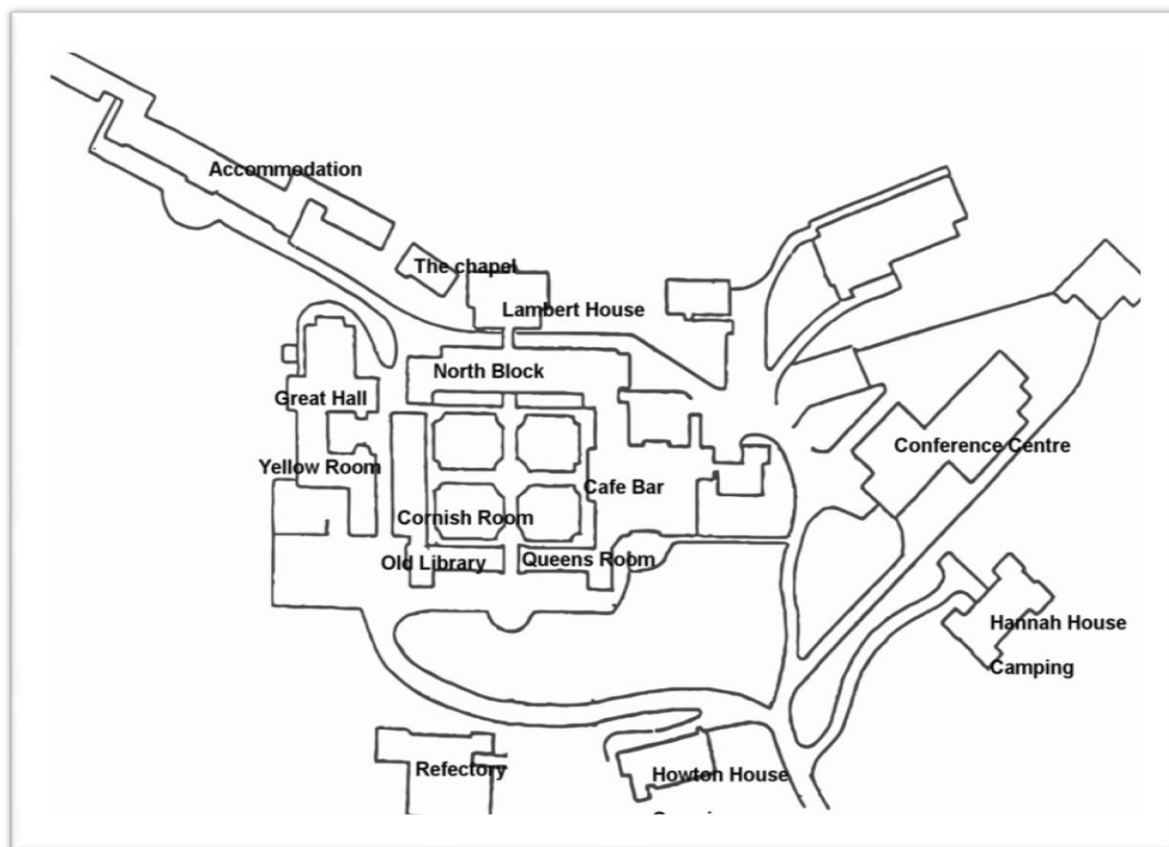 Accommodation
The chapel
Lambert House
North Block
Great Hall
Conference Centre
Yellow Room
Cafe Bar
Cornish Room
Old Library
Queens Room
Hannah House
Camping
Refectory
Howton House